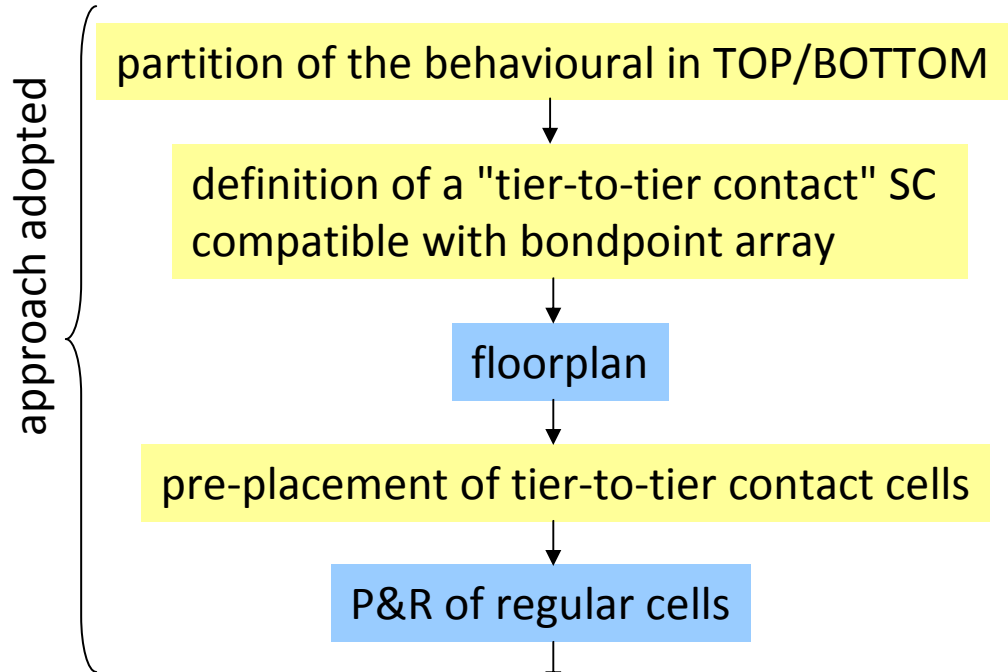 approach adopted
partition of the behavioural in TOP/BOTTOM
definition of a "tier-to-tier contact" SC
compatible with bondpoint array
floorplan
pre-placement of tier-to-tier contact cells
P&R of regular cells